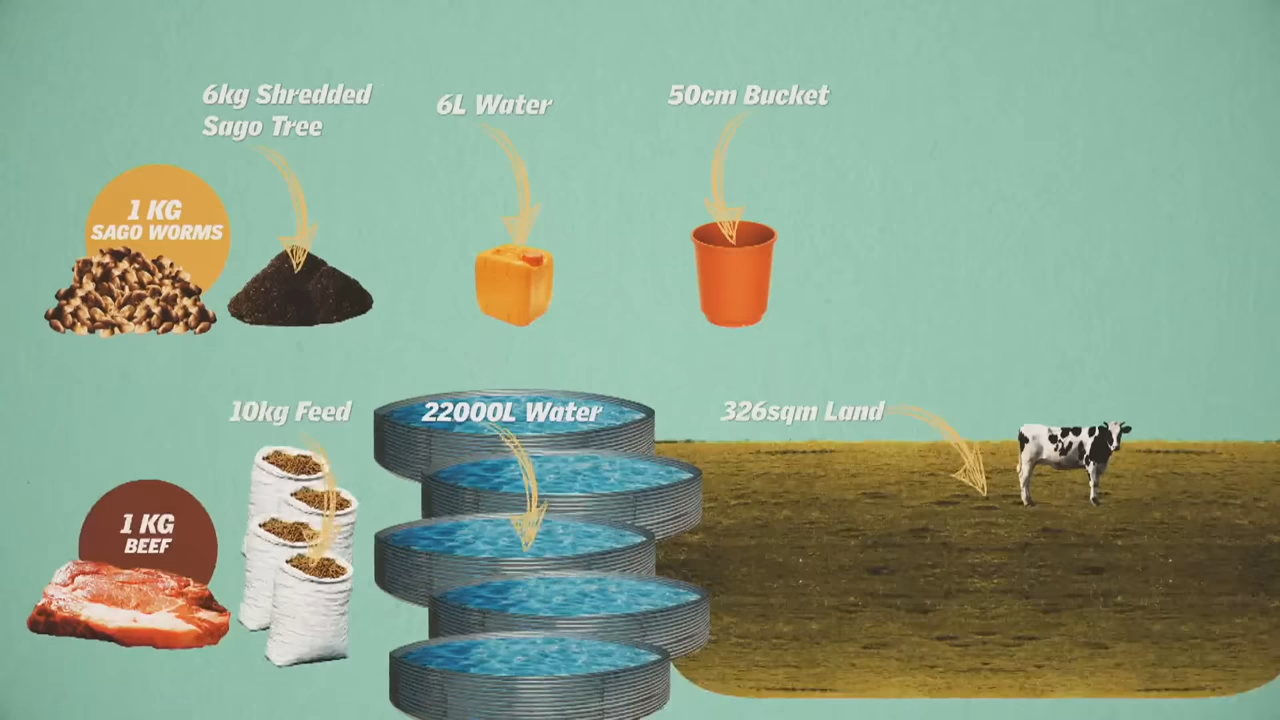 6kg Shredded
Sago Tree
6L Water
50cm Bucket
1 KG
SAGO WORMS
10kg Feed
22000L Water
326sqm Land
1 KG
BEEF